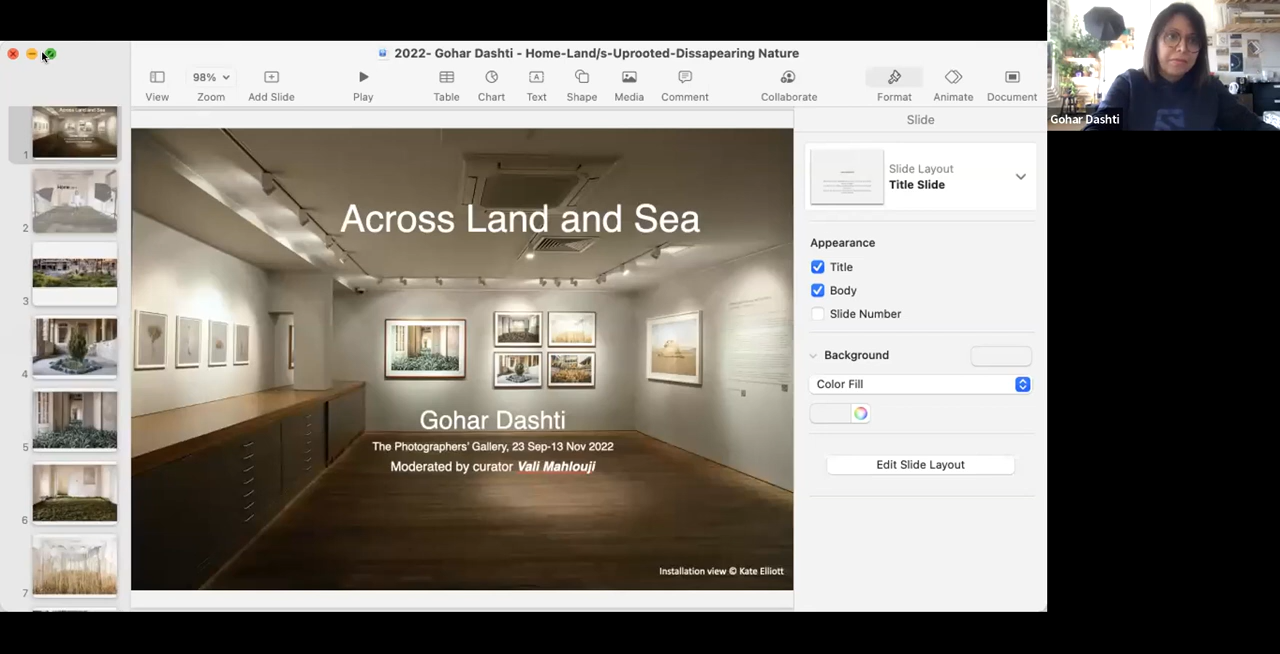 2022- Gohar Dashti - Home-Land/s-Uprooted-Dissapearing Nature
98%
View
Zoom
Add Slide
Play
Table
Chart
Text
Shape
Media
Comment
Collaborate
Format
Animate
Document
Gohar Dashti
1
2
3
4
5
6
7
Across Land and Sea
Gohar Dashti
The Photographers' Gallery, 23 Sep-13 Nov 2022
Moderated by curator Vali Mahlouji
Installation view © Kate Elliott
Slide
Slide Layout
Title Slide
Appearance
Title
Body
Slide Number
Background
Color Fill
Edit Slide Layout